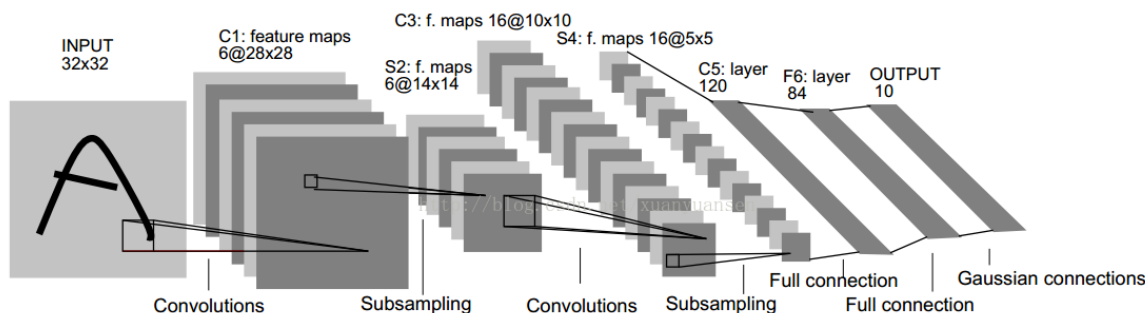 INPUT
32x32
C1: feature maps
6@28x28
S2: f. maps
6@14x14
C3: f. maps 16@10x10
S4: f. maps 16@5x5
C5: layer
120
F6: layer
84
OUTPUT
10
Convolutions
Subsampling
Convolutions
Subsampling
Full connection
Full connection
Gaussian connections